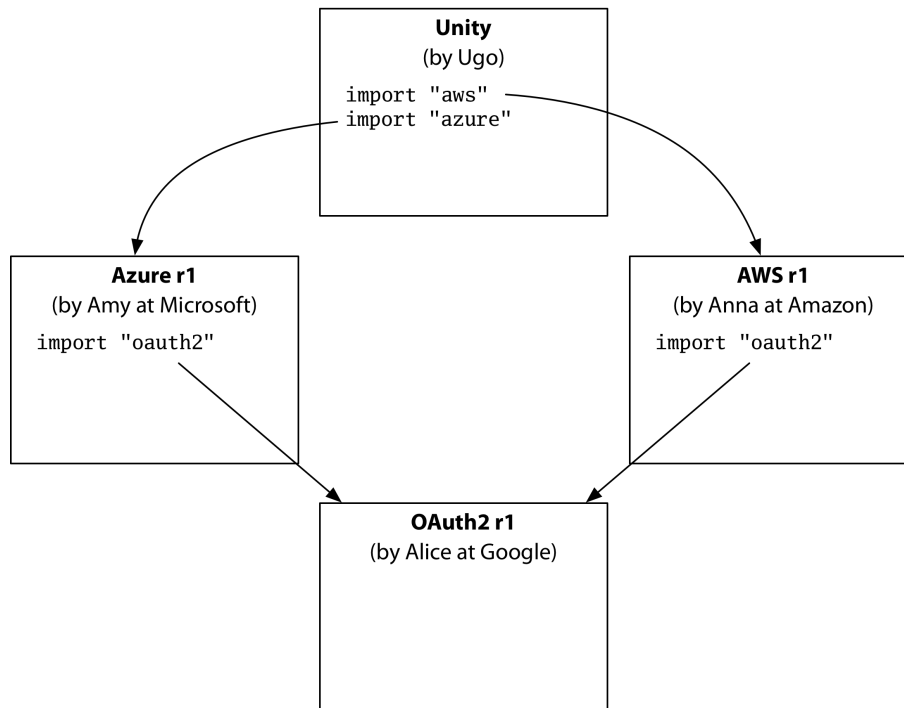 Unity
(by Ugo)
import "aws"
import "azure"
Azure r1
(by Amy at Microsoft)
import "oauth2"
AWS r1
(by Anna at Amazon)
import "oauth2"
OAuth2 r1
(by Alice at Google)